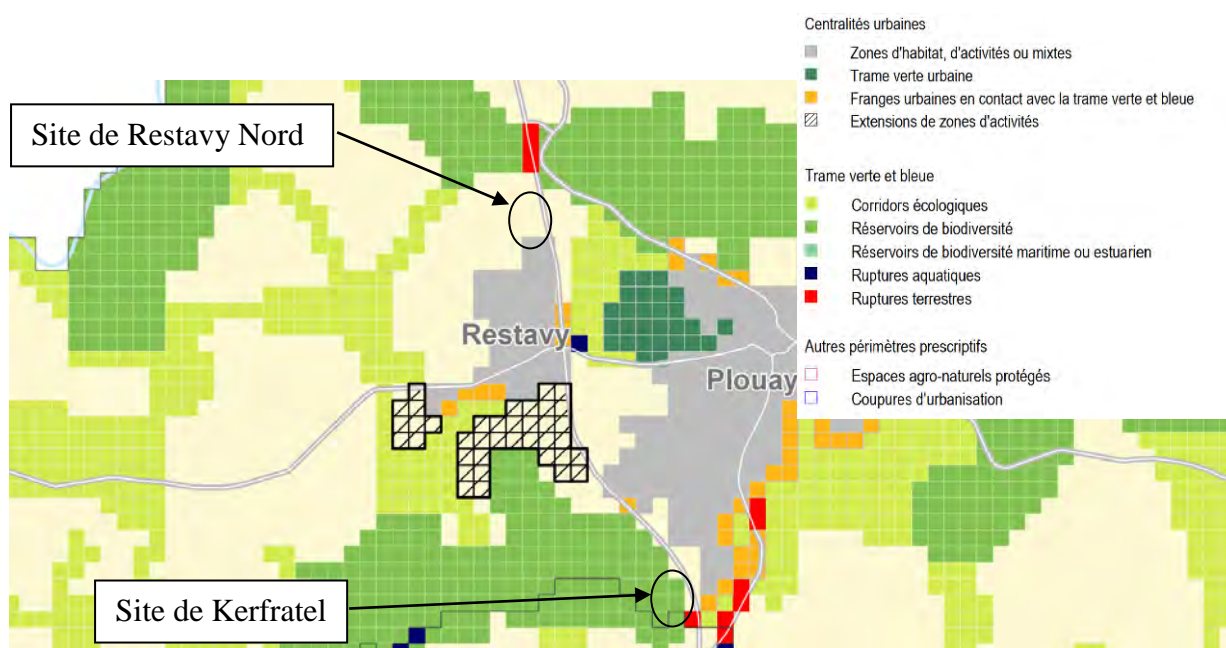 Centralités urbaines
Zones d'habitat, d'activités ou mixtes
Trame verte urbaine
Franges urbaines en contact avec la trame verte et bleue
Extensions de zones d'activités
Trame verte et bleue
Corridors écologiques
Réservoirs de biodiversité
Réservoirs de biodiversité maritime ou estuarien
Ruptures aquatiques
Ruptures terrestres
Autres périmètres prescriptifs
Espaces agro-naturels protégés
Coupures d'urbanisation
Site de Restavy Nord
Restavy
Plouay
Site de Kerfratel